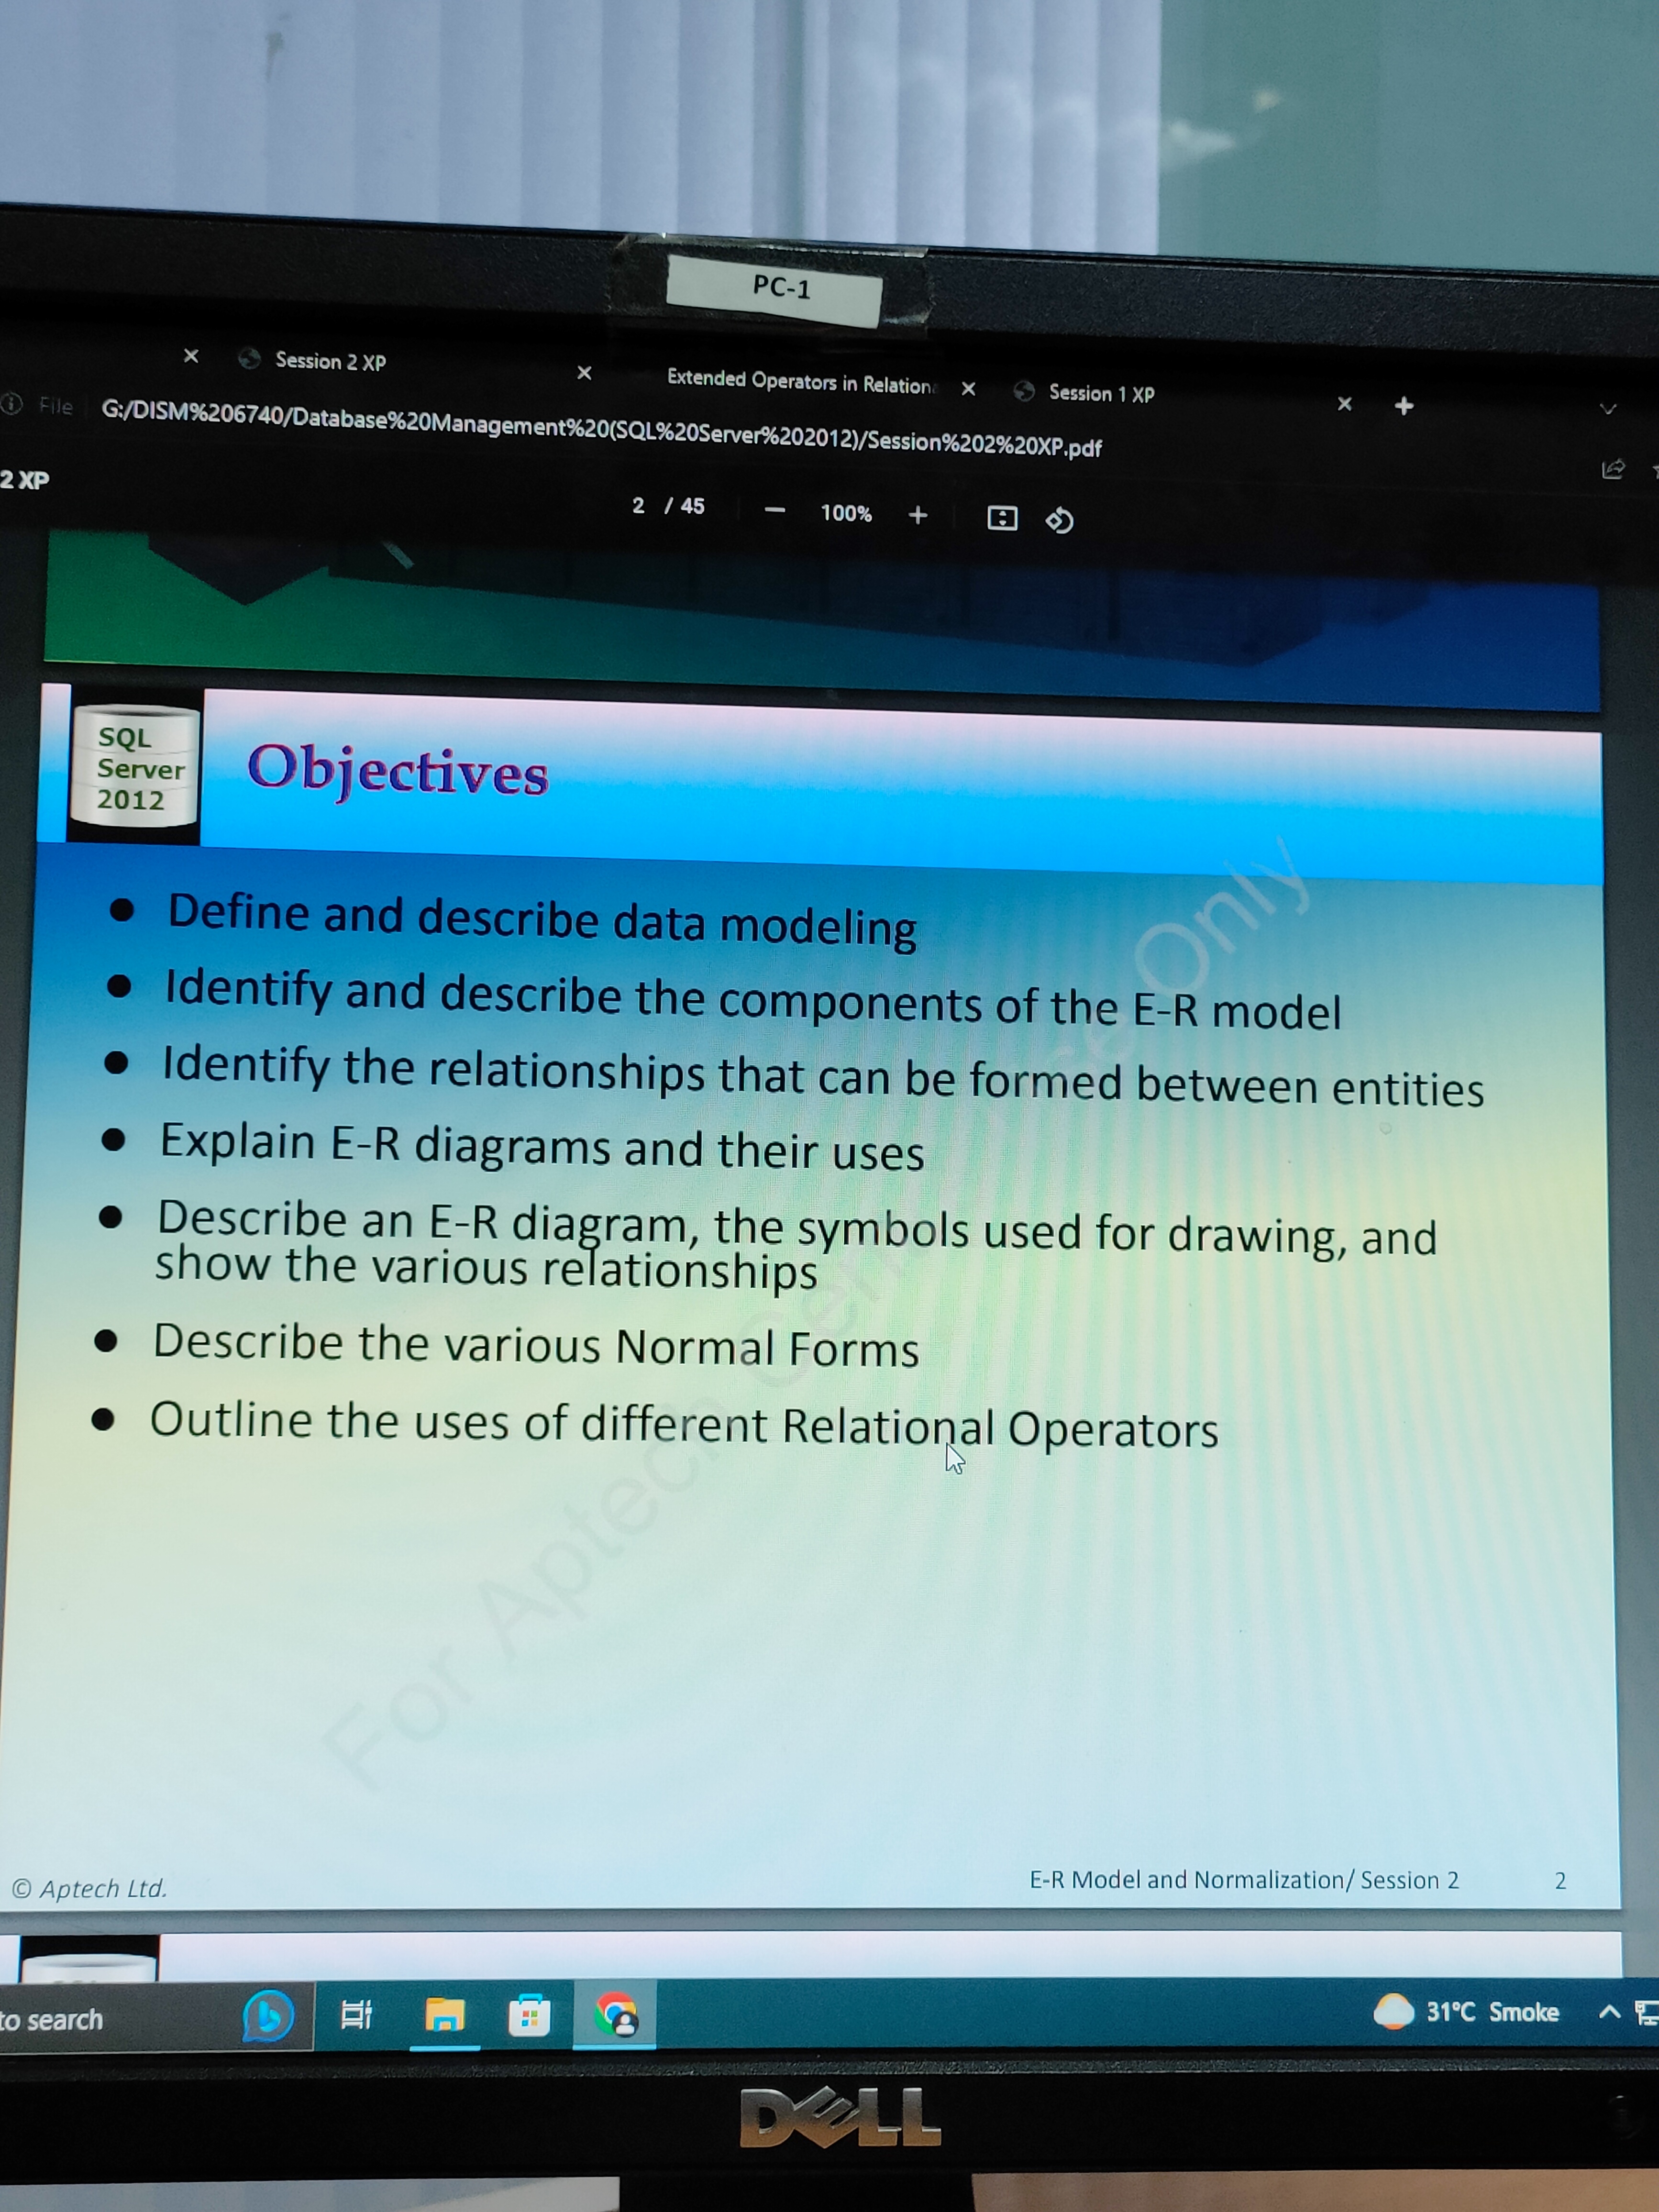 PC-1
Session 2 XP
Extended Operators in Relation
Session 1 XP
File G:/DISM%206740/Database%20Management%20(SQL%20Server%202012)/Session%202%20XP.pdf
2 XP
2 / 45
100%
SQL
Server
2012
Objectives
● Define and describe data modeling
● Identify and describe the components of the E-R model
● Identify the relationships that can be formed between entities
● Explain E-R diagrams and their uses
● Describe an E-R diagram, the symbols used for drawing, and
show the various relationships
● Describe the various Normal Forms
● Outline the uses of different Relational Operators
For Aptech Centre Only
© Aptech Ltd.
E-R Model and Normalization/ Session 2
2
to search
31°C Smoke
DELL